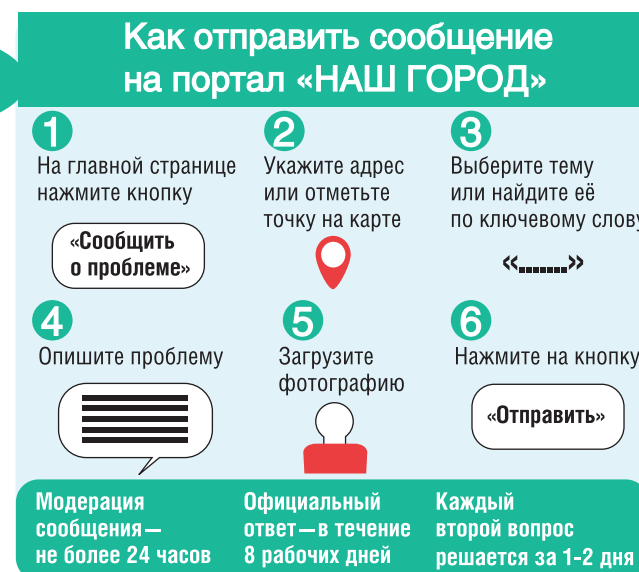 Как отправить сообщение
на портал «НАШ ГОРОД»
1
На главной странице
нажмите кнопку
«Сообщить
о проблеме»
2
Укажите адрес
или отметьте
точку на карте
3
Выберите тему
или найдите её
по ключевому слову
«.......»
4
Опишите проблему
5
Загрузите
фотографию
6
Нажмите на кнопку
«Отправить»
Модерация
сообщения—
не более 24 часов
Официальный
ответ—в течение
8 рабочих дней
Каждый
второй вопрос
решается за 1-2 дня